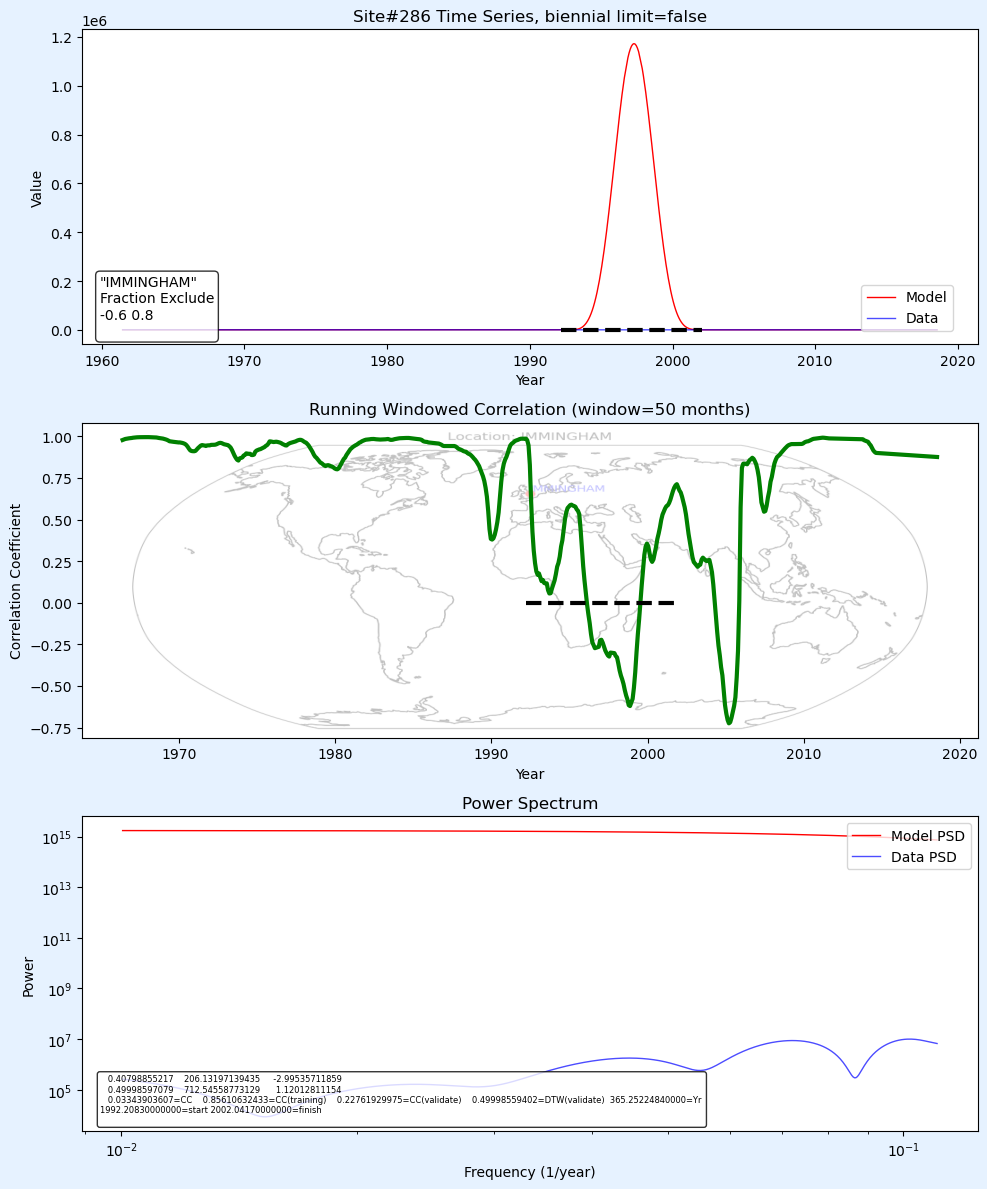 Site#286 Time Series, biennial limit=false
1e6
1.2
1.0
0.8
0.6
0.4
0.2
0.0
Value
"IMMINGHAM"
Fraction Exclude
-0.6 0.8
Model
Data
1960 1970 1980 1990 2000 2010 2020
Year
Running Windowed Correlation (window=50 months)
Location: IMMINGHAM
IMMINGHAM
1.00
0.75
0.50
0.25
0.00
−0.25
−0.50
−0.75
Correlation Coefficient
1970 1980 1990 2000 2010 2020
Year
Power Spectrum
10^15
10^13
10^11
10^9
10^7
10^5
Power
Model PSD
Data PSD
0.40798855217 206.13197139435 -2.99535711859
0.49998597079 712.54558773129 1.12012811154
0.03343903607=CC 0.85610632433=CC(training) 0.22761929975=CC(validate) 0.49998559402=DTW(validate) 365.25224840000=Yr
1992.20830000000=start 2002.04170000000=finish
10^−2 10^−1
Frequency (1/year)